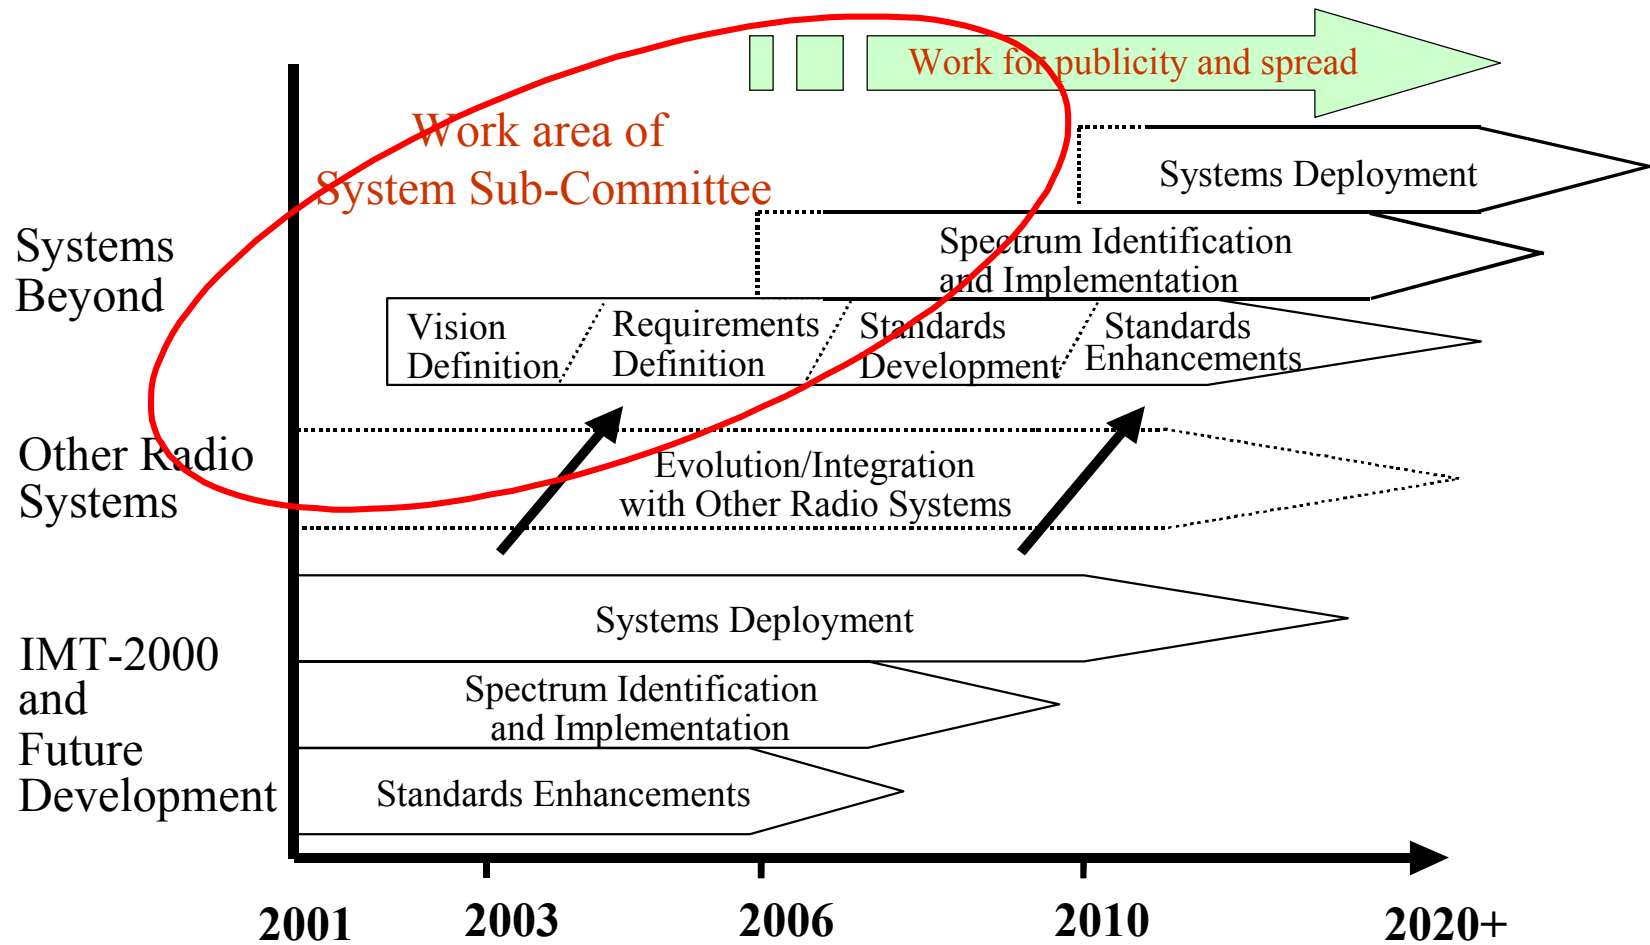 Work for publicity and spread
Work area of
System Sub-Committee
Systems Deployment
Systems
Beyond
Spectrum Identification
and Implementation
Vision
Definition
Requirements
Definition
Standards
Development
Standards
Enhancements
Other Radio
Systems
Evolution/Integration
with Other Radio Systems
Systems Deployment
IMT-2000
and
Future
Development
Spectrum Identification
and Implementation
Standards Enhancements
2001
2003
2006
2010
2020+